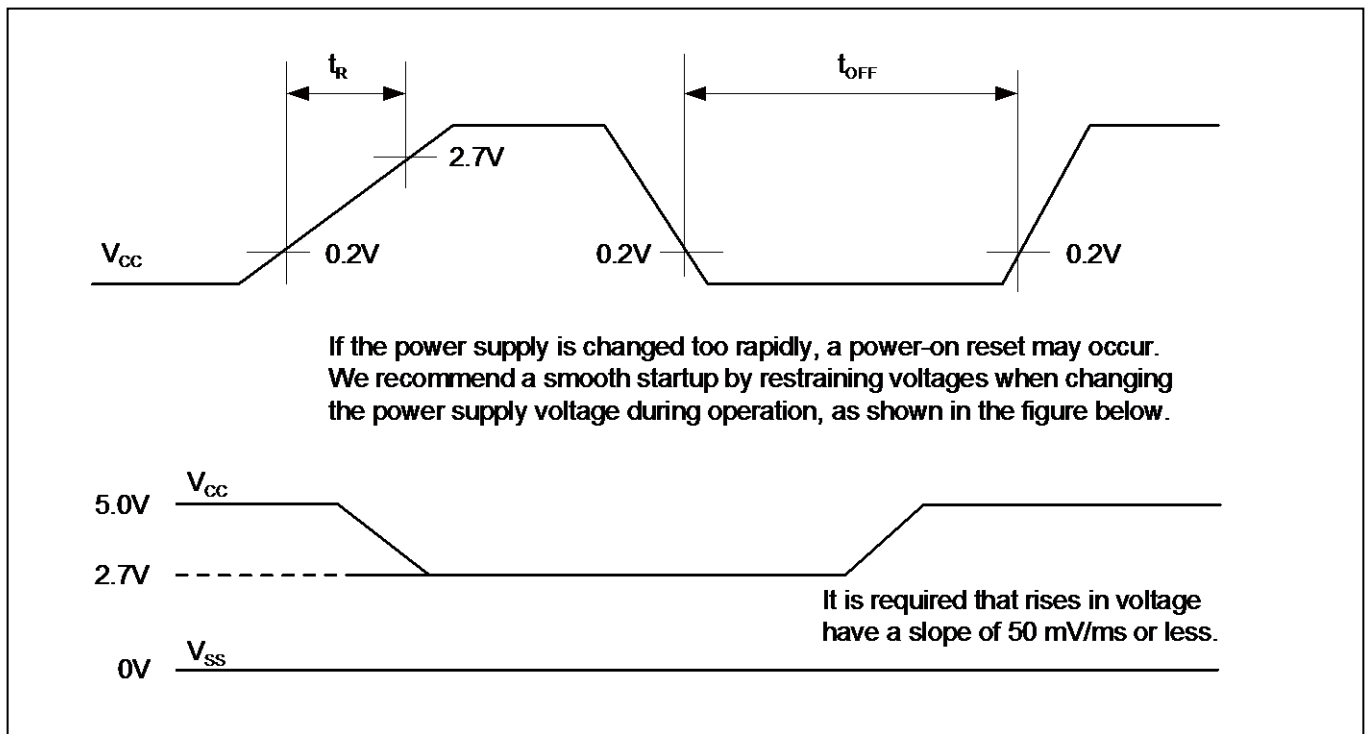 tR
tOFF
2.7V
VCC
0.2V
0.2V
0.2V
If the power supply is changed too rapidly, a power-on reset may occur.
We recommend a smooth startup by restraining voltages when changing
the power supply voltage during operation, as shown in the figure below.
VCC
5.0V
2.7V
It is required that rises in voltage
have a slope of 50 mV/ms or less.
VSS
0V